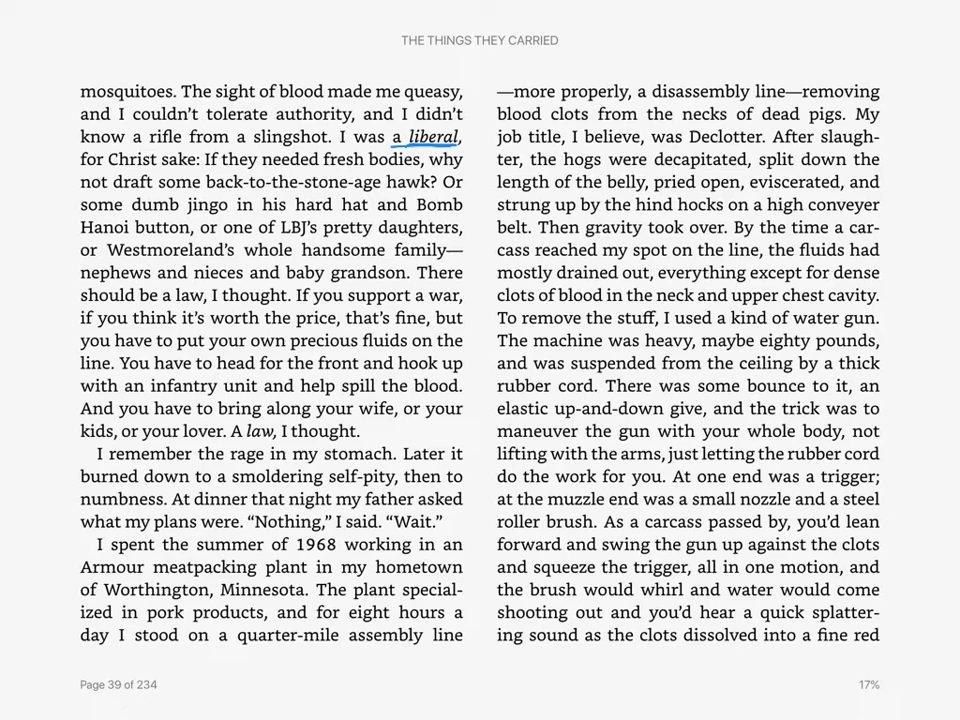 THE THINGS THEY CARRIED
mosquitoes. The sight of blood made me queasy,
and I couldn’t tolerate authority, and I didn’t
know a rifle from a slingshot. I was a liberal,
for Christ sake: If they needed fresh bodies, why
not draft some back-to-the-stone-age hawk? Or
some dumb jingo in his hard hat and Bomb
Hanoi button, or one of LBJ’s pretty daughters,
or Westmoreland’s whole handsome family—
nephews and nieces and baby grandson. There
should be a law, I thought. If you support a war,
if you think it’s worth the price, that’s fine, but
you have to put your own precious fluids on the
line. You have to head for the front and hook up
with an infantry unit and help spill the blood.
And you have to bring along your wife, or your
kids, or your lover. A law, I thought.
I remember the rage in my stomach. Later it
burned down to a smoldering self-pity, then to
numbness. At dinner that night my father asked
what my plans were. “Nothing,” I said. “Wait.”
I spent the summer of 1968 working in an
Armour meatpacking plant in my hometown
of Worthington, Minnesota. The plant special-
ized in pork products, and for eight hours a
day I stood on a quarter-mile assembly line
—more properly, a disassembly line—removing
blood clots from the necks of dead pigs. My
job title, I believe, was Declotter. After slaugh-
ter, the hogs were decapitated, split down the
length of the belly, pried open, eviscerated, and
strung up by the hind hocks on a high conveyer
belt. Then gravity took over. By the time a car-
cass reached my spot on the line, the fluids had
mostly drained out, everything except for dense
clots of blood in the neck and upper chest cavity.
To remove the stuff, I used a kind of water gun.
The machine was heavy, maybe eighty pounds,
and was suspended from the ceiling by a thick
rubber cord. There was some bounce to it, an
elastic up-and-down give, and the trick was to
maneuver the gun with your whole body, not
lifting with the arms, just letting the rubber cord
do the work for you. At one end was a trigger;
at the muzzle end was a small nozzle and a steel
roller brush. As a carcass passed by, you’d lean
forward and swing the gun up against the clots
and squeeze the trigger, all in one motion, and
the brush would whirl and water would come
shooting out and you’d hear a quick splatter-
ing sound as the clots dissolved into a fine red
Page 39 of 234
17%